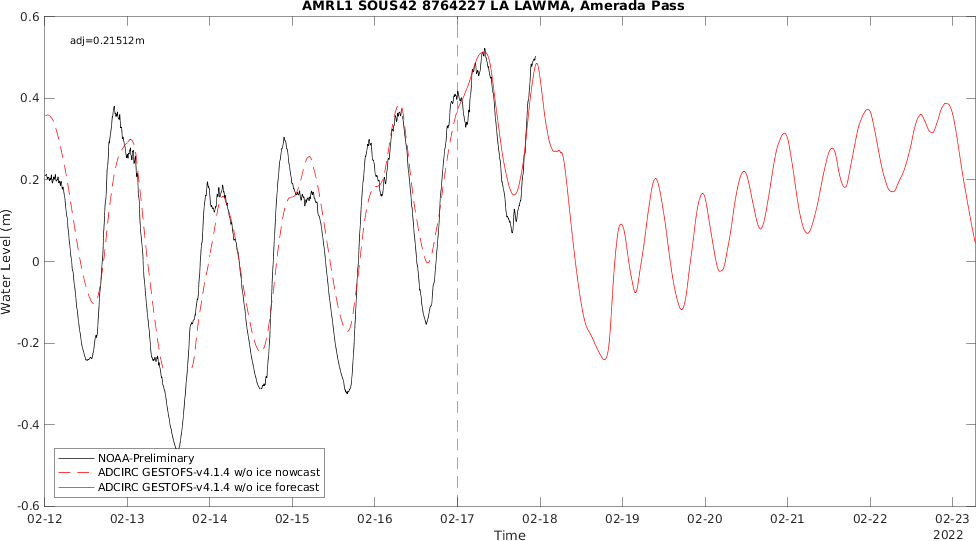 AMRL1 SOUS42 8764227 LA LAWMA, Amerada Pass
adj=0.21512m
0.6
0.4
0.2
0
-0.2
-0.4
-0.6
Water Level (m)
NOAA-Preliminary
ADCIRC GESTOFS-v4.1.4 w/o ice nowcast
ADCIRC GESTOFS-v4.1.4 w/o ice forecast
02-12 02-13 02-14 02-15 02-16 02-17 02-18 02-19 02-20 02-21 02-22 02-23
Time
2022